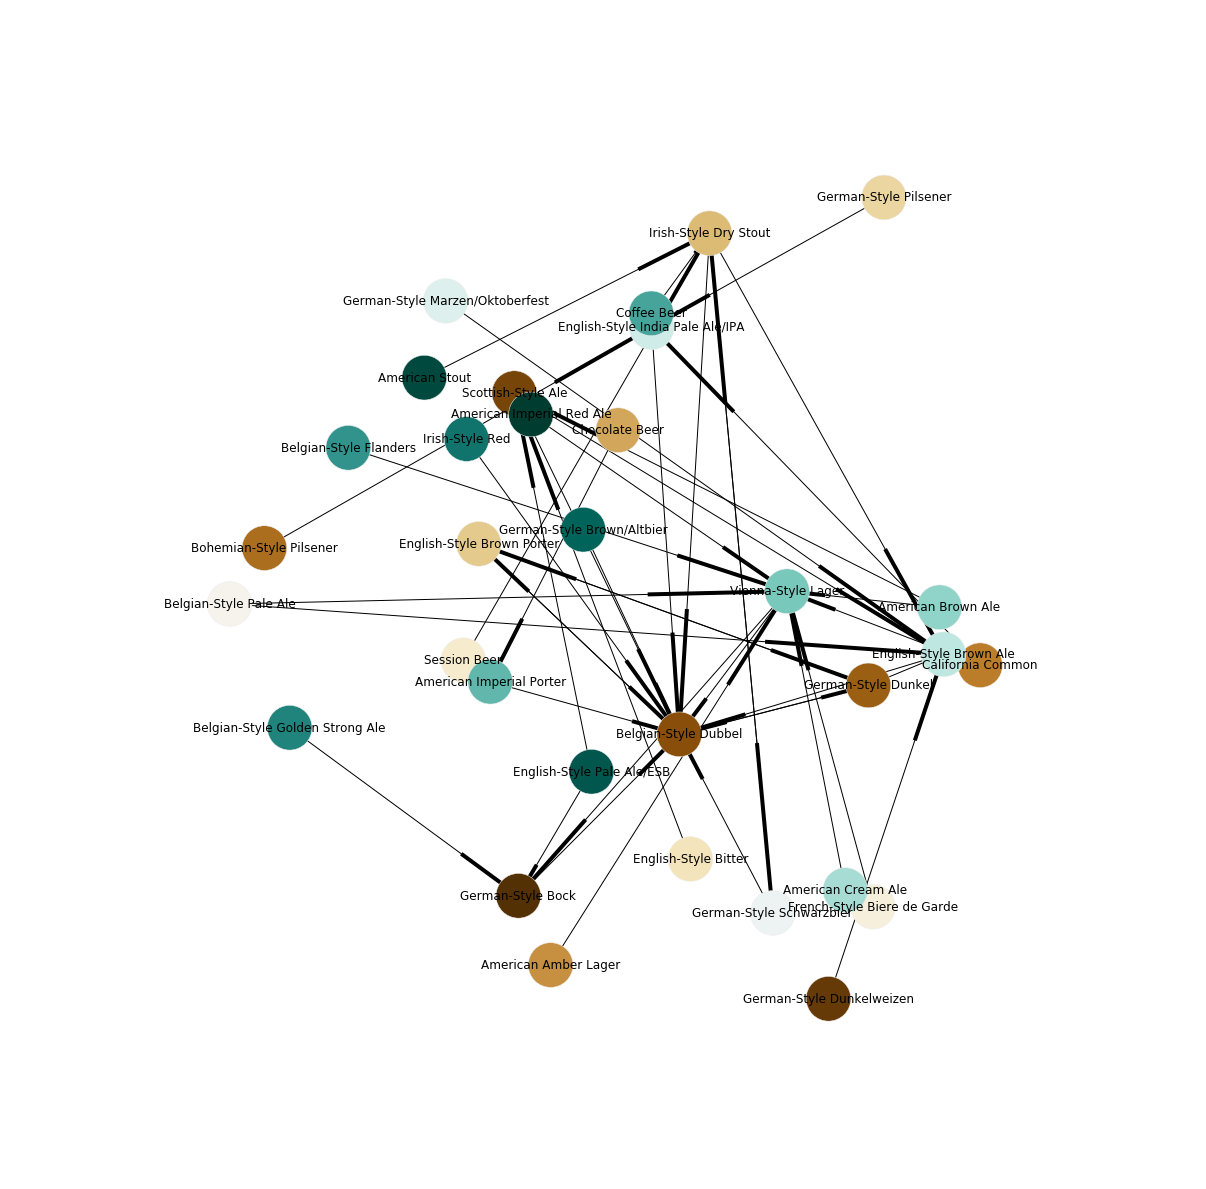 German-Style Pilsener
Irish-Style Dry Stout
German-Style Marzen/Oktoberfest
Coffee Beer
English-Style India Pale Ale/IPA
American Stout
Scottish-Style Ale
American Imperial Red Ale
Chocolate Beer
Irish-Style Red
Belgian-Style Flanders
German-Style Brown/Altbier
English-Style Brown Porter
Bohemian-Style Pilsener
Vienna-Style Lager
Belgian-Style Pale Ale
American Brown Ale
English-Style Brown Ale
Session Beer
California Common
American Imperial Porter
German-Style Dunkel
Belgian-Style Golden Strong Ale
Belgian-Style Dubbel
English-Style Pale Ale/ESB
English-Style Bitter
American Cream Ale
German-Style Bock
French-Style Biere de Garde
German-Style Schwarzbier
American Amber Lager
German-Style Dunkelweizen